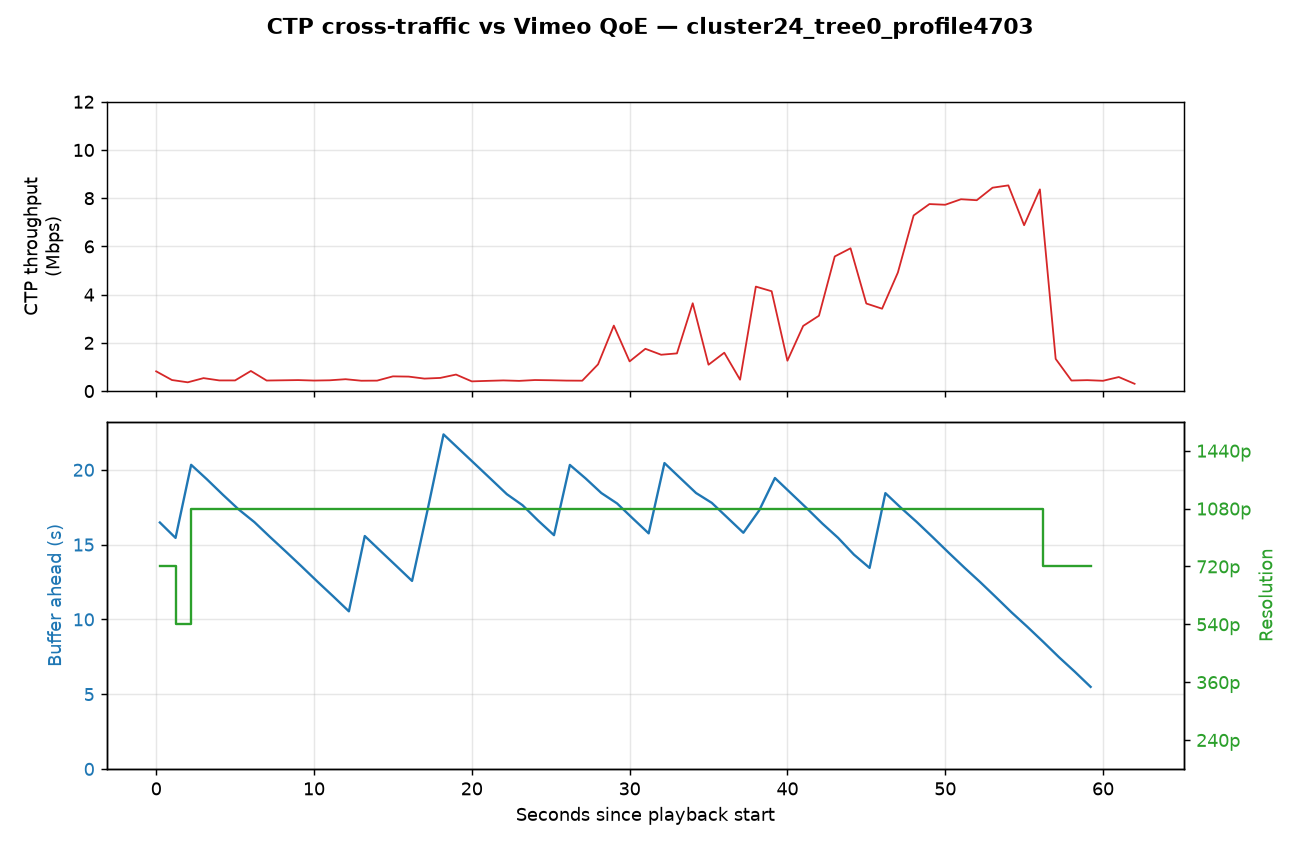 CTP cross-traffic vs Vimeo QoE — cluster24_tree0_profile4703
CTP throughput
(Mbps)
12
10
8
6
4
2
0
Buffer ahead (s)
20
15
10
5
0
1440p
1080p
720p
540p
360p
240p
Resolution
0 10 20 30 40 50 60
Seconds since playback start